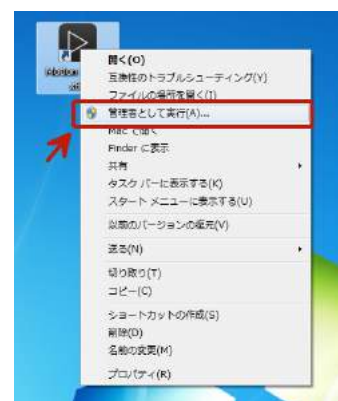 開く(O)
互換性のトラブルシューティング(Y)
ファイルの場所を開く(I)
管理者として実行(A)...
Mac で開く
Finder に表示
共有
タスク バーに表示する(K)
スタート メニューに表示する(U)
以前のバージョンの復元(V)
送る(N)
切り取り(T)
コピー(C)
ショートカットの作成(S)
削除(D)
名前の変更(M)
プロパティ(R)